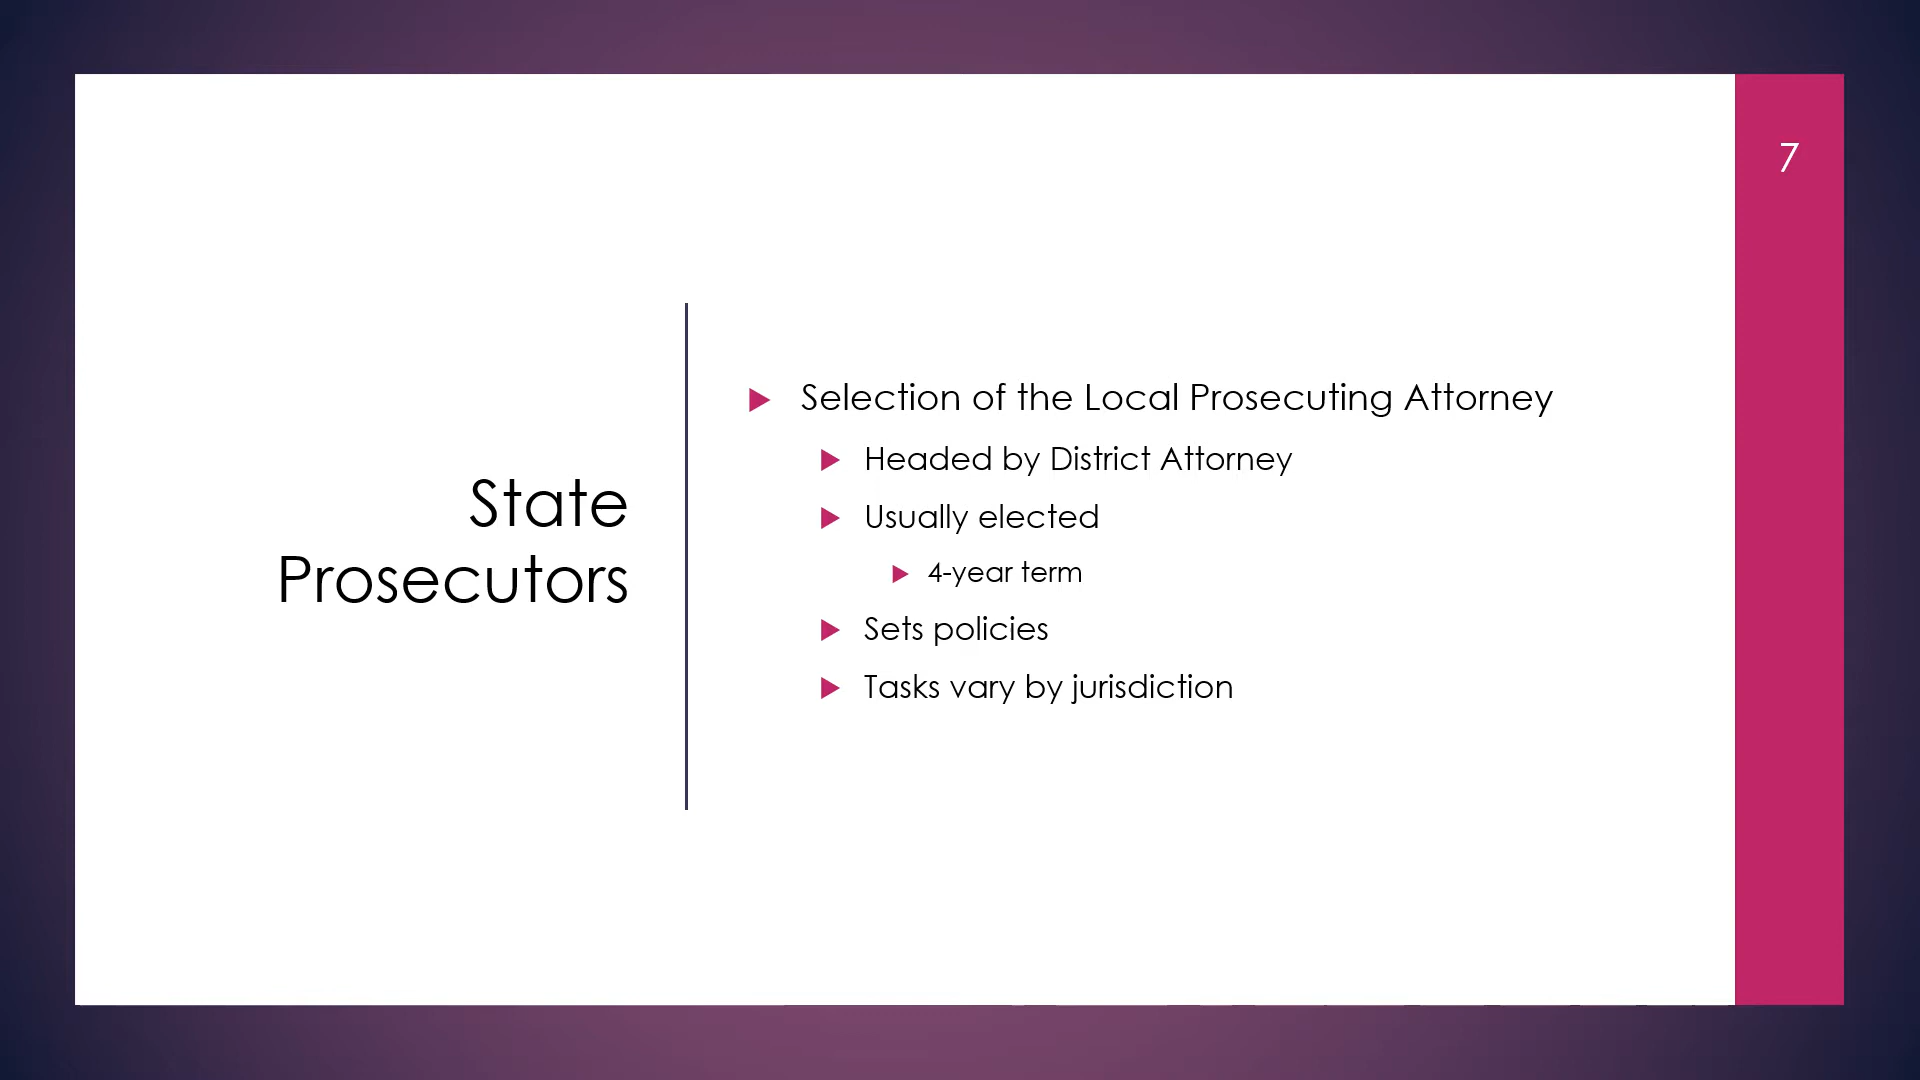 7
State
Prosecutors
Selection of the Local Prosecuting Attorney
Headed by District Attorney
Usually elected
4-year term
Sets policies
Tasks vary by jurisdiction